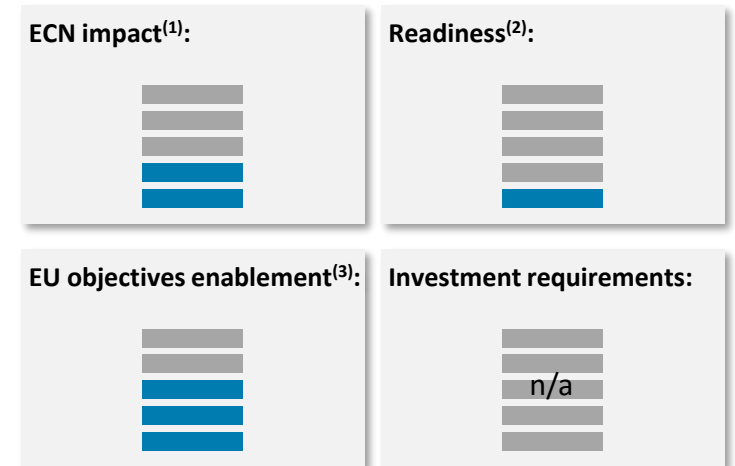 ECN impact(1):
Readiness(2):
EU objectives enablement(3):
Investment requirements:
n/a